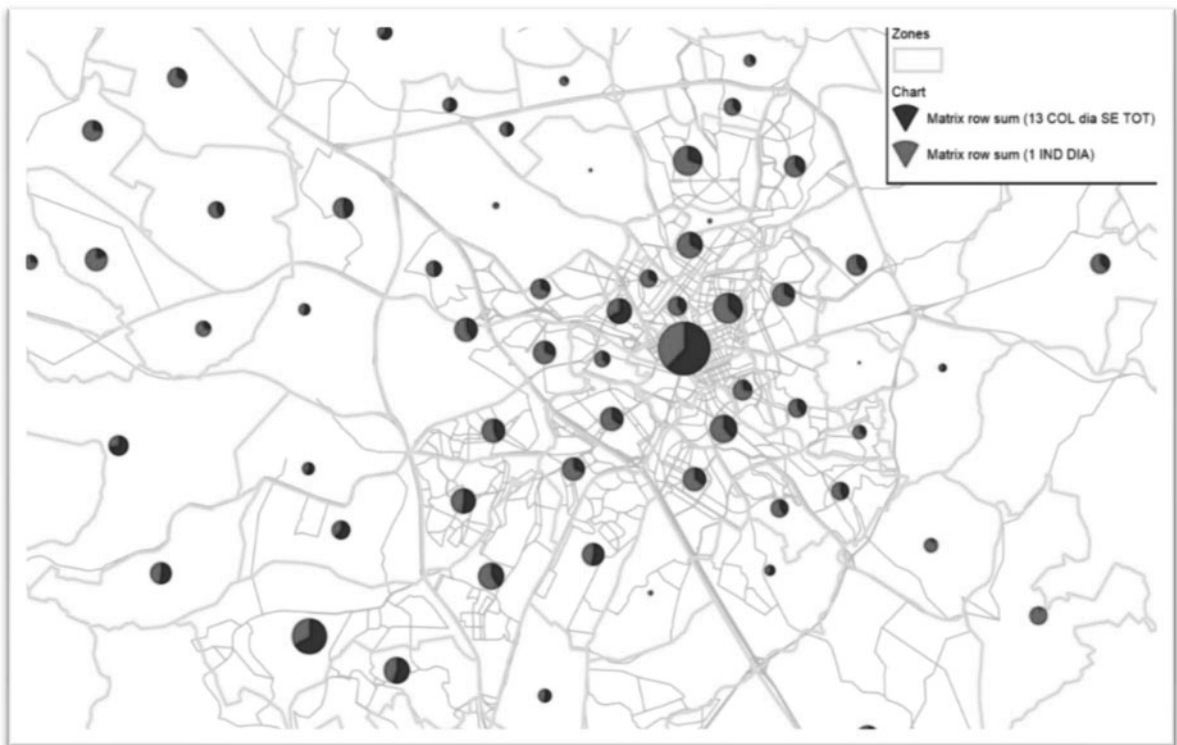 Zones
Chart
Matrix row sum (13 COL dia SE TOT)
Matrix row sum (1 IND DIA)